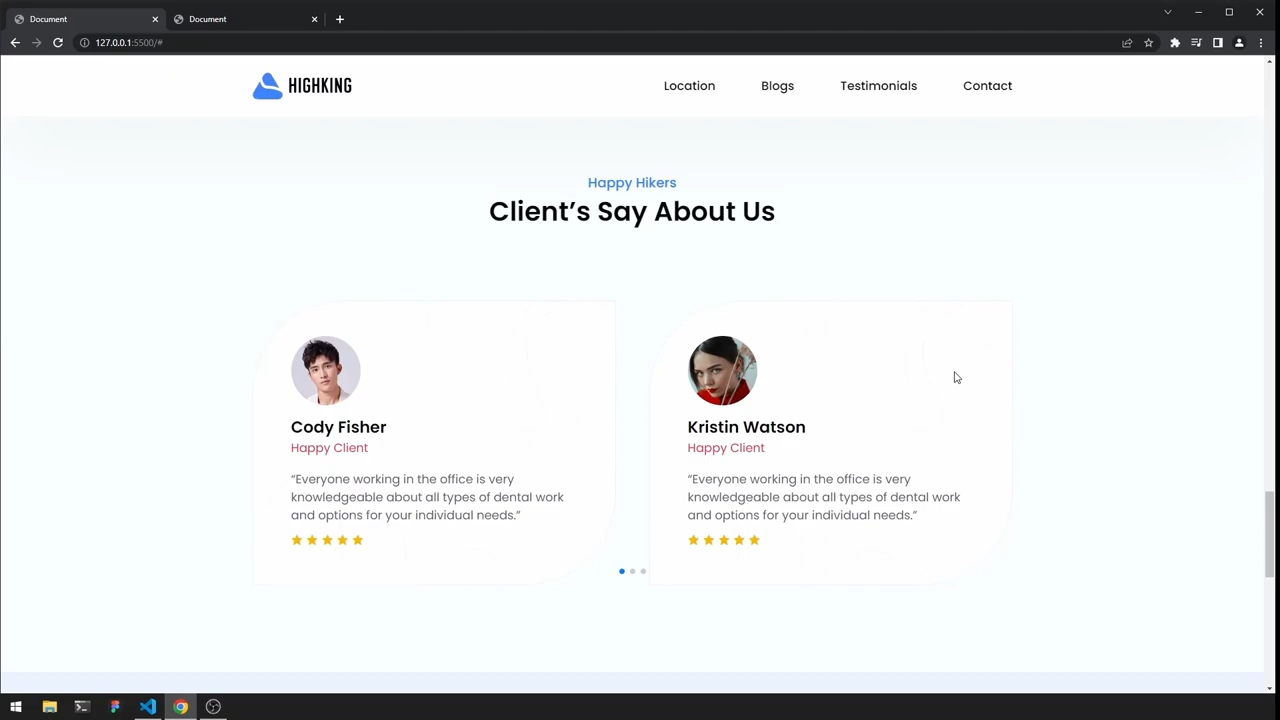 Document
Document
127.0.0.1:5500/#
HIGHKING
Location
Blogs
Testimonials
Contact
Happy Hikers
Client’s Say About Us
Cody Fisher
Happy Client
“Everyone working in the office is very
knowledgeable about all types of dental work
and options for your individual needs.”
Kristin Watson
Happy Client
“Everyone working in the office is very
knowledgeable about all types of dental work
and options for your individual needs.”